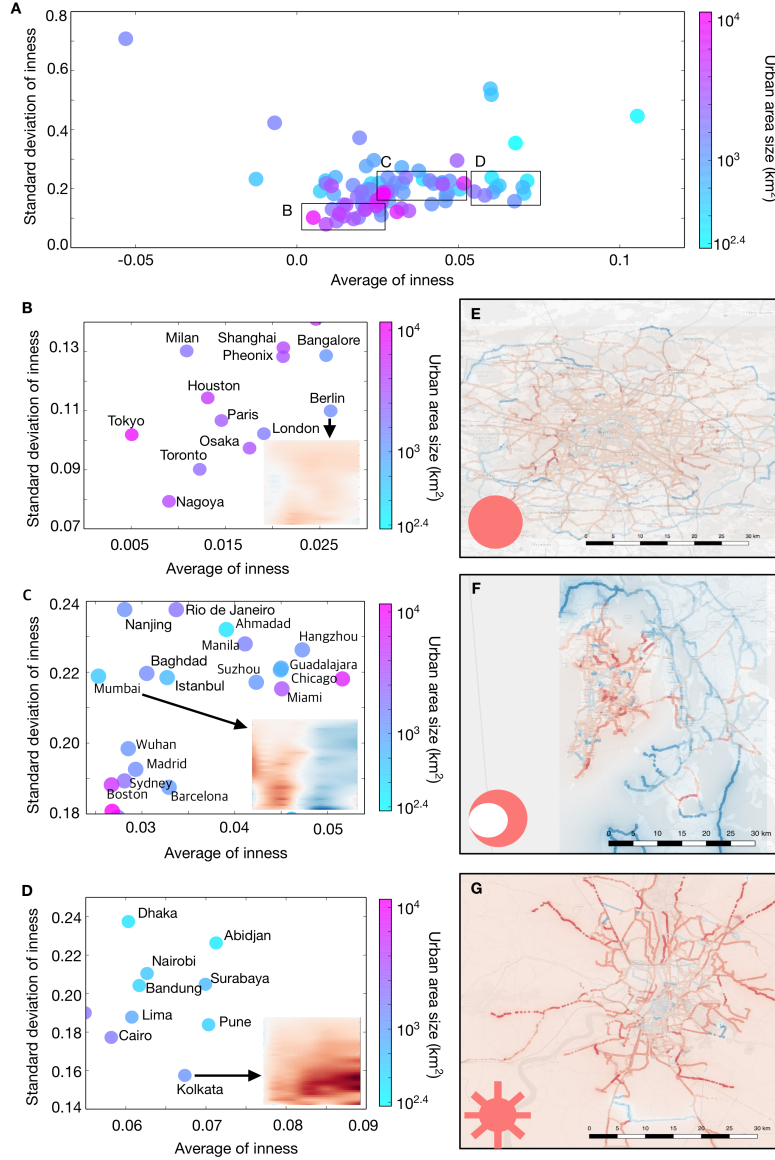 A
0.8
0.6
0.4
0.2
0.0
Standard deviation of inness
B
C
D
-0.05
0.0
0.05
0.1
Average of inness
10^4
10^3
10^2.4
Urban area size (km²)
B
0.13
0.11
0.09
0.07
Standard deviation of inness
Milan
Shanghai
Pheonix
Bangalore
Houston
Berlin
Tokyo
Paris
London
Osaka
Toronto
Nagoya
0.005
0.015
0.026
Average of inness
10^4
10^3
10^2.4
Urban area size (km²)
E
0 5 10 15 20 25 30 km
C
0.24
0.22
0.20
0.18
Standard deviation of inness
Nanjing
Rio de Janeiro
Ahmadad
Manila
Hangzhou
Baghdad
Guadalajara
Mumbai
Istanbul
Suzhou
Chicago
Miami
Wuhan
Madrid
Sydney
Boston
Barcelona
0.03
0.04
0.05
Average of inness
10^4
10^3
10^2.4
Urban area size (km²)
F
0 5 10 15 20 25 30 km
D
0.24
0.22
0.20
0.18
0.16
0.14
Standard deviation of inness
Dhaka
Abidjan
Nairobi
Bandung
Surabaya
Lima
Pune
Cairo
Kolkata
0.06
0.07
0.08
0.09
Average of inness
10^4
10^3
10^2.4
Urban area size (km²)
G
0 5 10 15 20 25 30 km